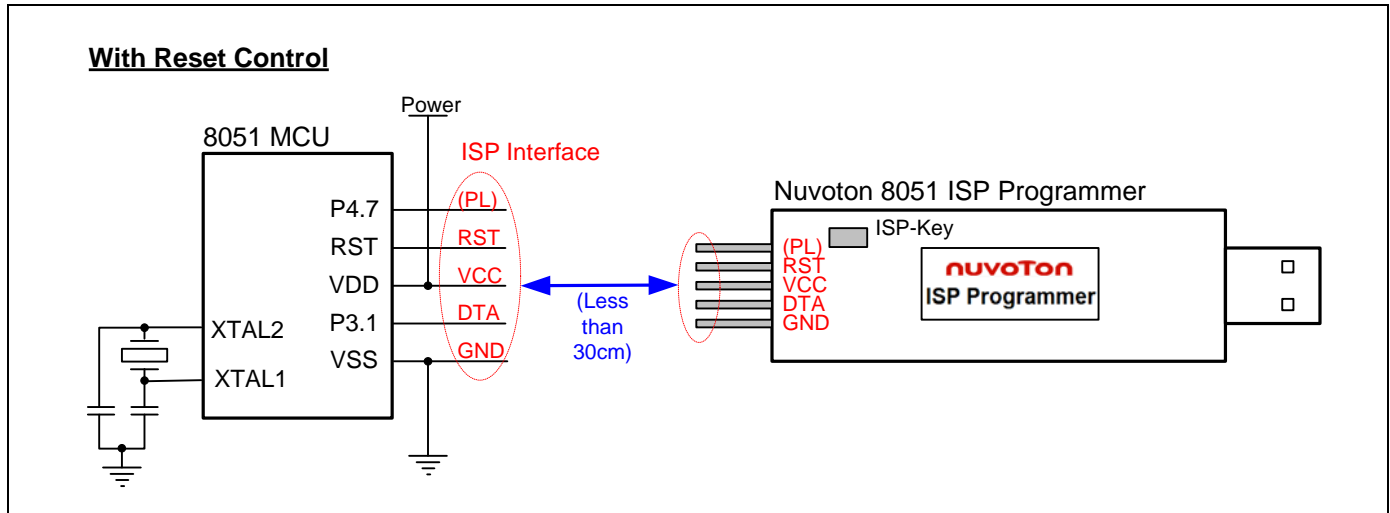 With Reset Control
Power
8051 MCU
ISP Interface
P4.7
(PL)
RST
RST
VDD
VCC
P3.1
DTA
VSS
GND
XTAL2
XTAL1
(Less
than
30cm)
Nuvoton 8051 ISP Programmer
ISP-Key
(PL)
RST
VCC
DTA
GND
nuvoTon
ISP Programmer